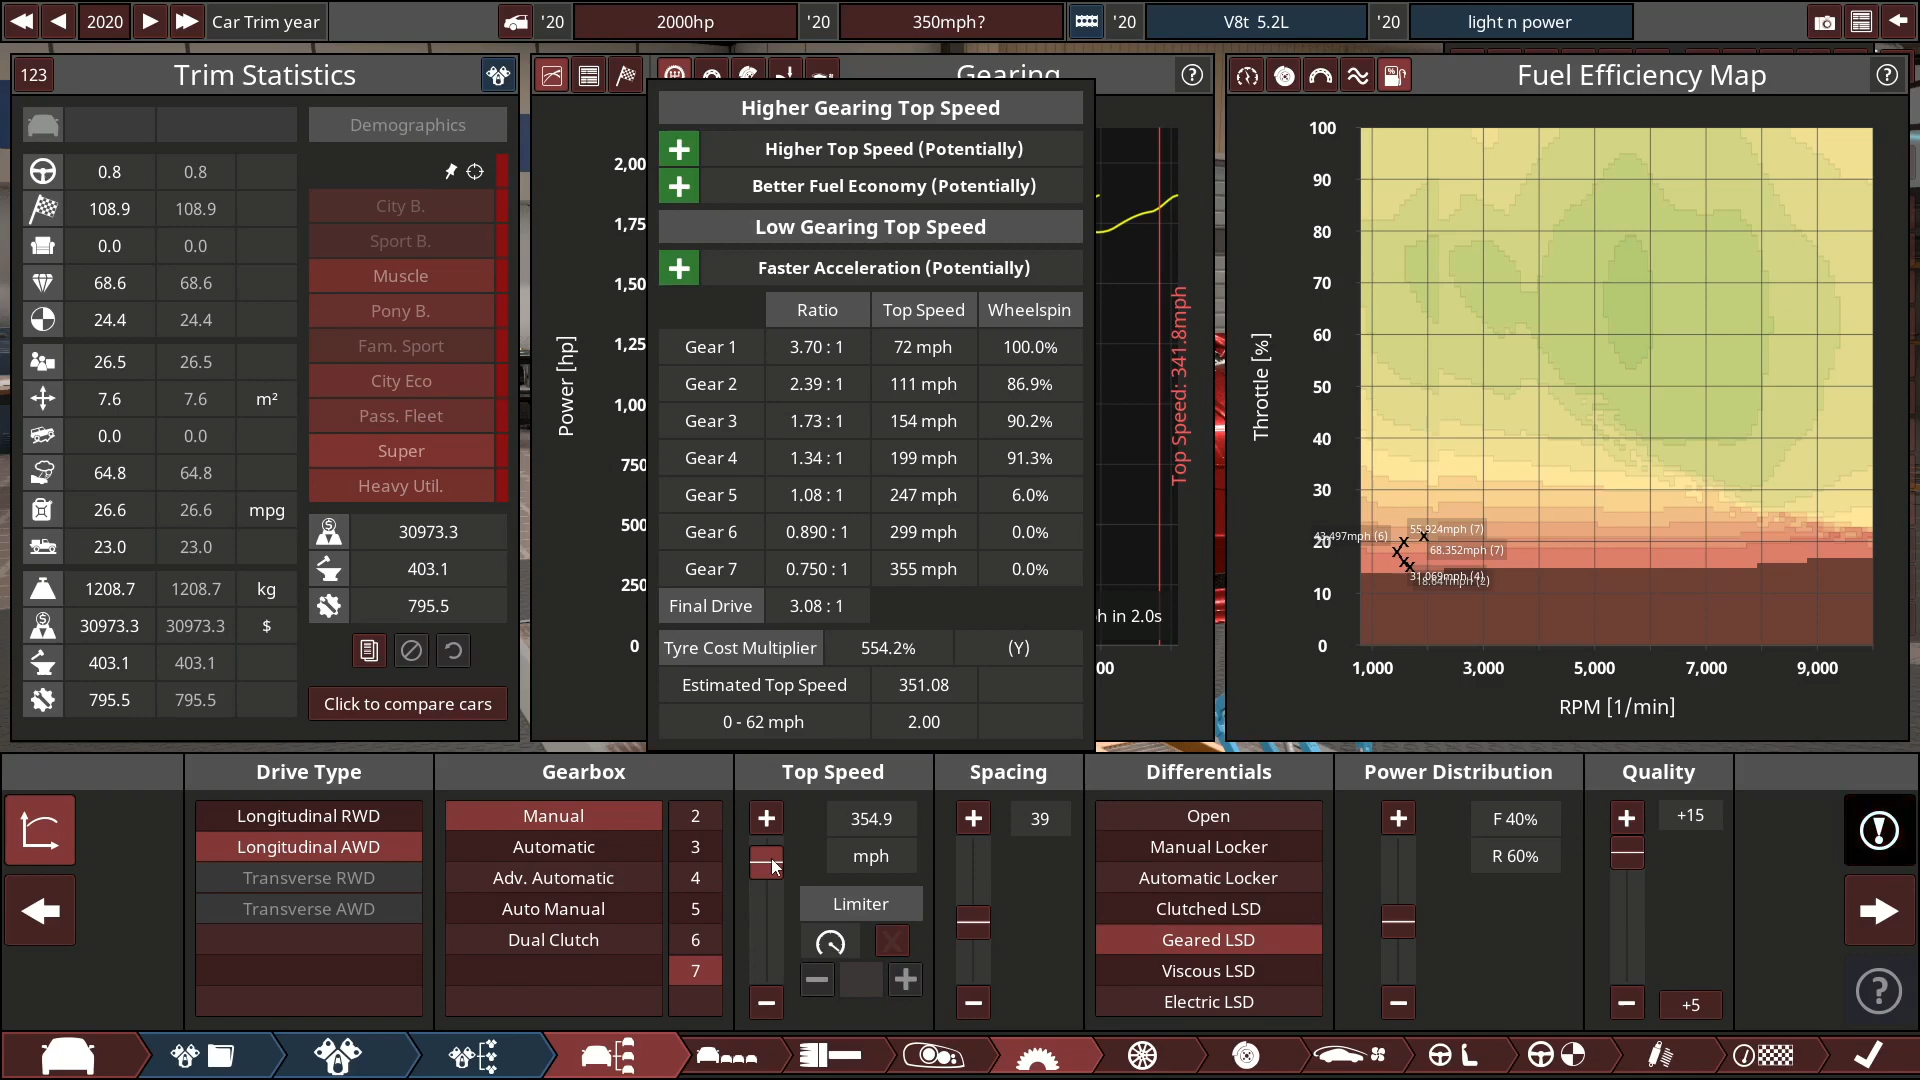 2020 Car Trim year '20 2000hp '20 350mph? '20 V8t 5.2L '20 light n power
123 Trim Statistics
Demographics
0.8 0.8
108.9 108.9
0.0 0.0
68.6 68.6
24.4 24.4
26.5 26.5
7.6 7.6 m²
0.0 0.0
64.8 64.8
26.6 26.6 mpg
23.0 23.0
1208.7 1208.7 kg
30973.3 30973.3 $
403.1 403.1
795.5 795.5
City B.
Sport B.
Muscle
Pony B.
Fam. Sport
City Eco
Pass. Fleet
Super
Heavy Util.
30973.3
403.1
795.5
Click to compare cars
Gearing
?
Power [hp]
2,00
1,75
1,50
1,25
1,00
750
500
250
0
Top Speed: 341.8mph
h in 2.0s
00
Higher Gearing Top Speed
Higher Top Speed (Potentially)
Better Fuel Economy (Potentially)
Low Gearing Top Speed
Faster Acceleration (Potentially)
Ratio Top Speed Wheelspin
Gear 1 3.70 : 1 72 mph 100.0%
Gear 2 2.39 : 1 111 mph 86.9%
Gear 3 1.73 : 1 154 mph 90.2%
Gear 4 1.34 : 1 199 mph 91.3%
Gear 5 1.08 : 1 247 mph 6.0%
Gear 6 0.890 : 1 299 mph 0.0%
Gear 7 0.750 : 1 355 mph 0.0%
Final Drive 3.08 : 1
Tyre Cost Multiplier 554.2% (Y)
Estimated Top Speed 351.08
0 - 62 mph 2.00
Fuel Efficiency Map
?
Throttle [%]
100
90
80
70
60
50
40
30
20
10
0
55.924mph (7)
497mph (6)
68.352mph (7)
31.069mph (4)
1,000 3,000 5,000 7,000 9,000
RPM [1/min]
Drive Type
Longitudinal RWD
Longitudinal AWD
Transverse RWD
Transverse AWD
Gearbox
Manual 2
Automatic 3
Adv. Automatic 4
Auto Manual 5
Dual Clutch 6
7
Top Speed
354.9
mph
Limiter
X
Spacing
39
Differentials
Open
Manual Locker
Automatic Locker
Clutched LSD
Geared LSD
Viscous LSD
Electric LSD
Power Distribution
F 40%
R 60%
Quality
+15
+5
?